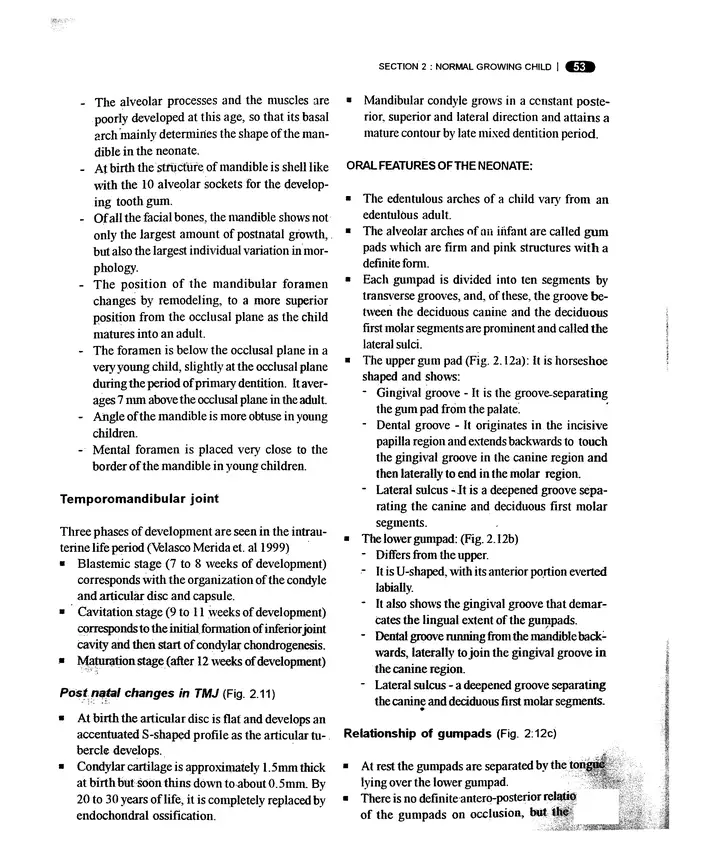 SECTION 2 : NORMAL GROWING CHILD | 53
- The alveolar processes and the muscles are
poorly developed at this age, so that its basal
arch mainly determines the shape of the man-
dible in the neonate.
- At birth the structure of mandible is shell like
with the 10 alveolar sockets for the develop-
ing tooth gum.
- Of all the facial bones, the mandible shows not
only the largest amount of postnatal growth,
but also the largest individual variation in mor-
phology.
- The position of the mandibular foramen
changes by remodeling, to a more superior
position from the occlusal plane as the child
matures into an adult.
- The foramen is below the occlusal plane in a
very young child, slightly at the occlusal plane
during the period of primary dentition. It aver-
ages 7 mm above the occlusal plane in the adult.
- Angle of the mandible is more obtuse in young
children.
- Mental foramen is placed very close to the
border of the mandible in young children.
Temporomandibular joint
Three phases of development are seen in the intrau-
terine life period (Velasco Merida et. al 1999)
▪ Blastemic stage (7 to 8 weeks of development)
corresponds with the organization of the condyle
and articular disc and capsule.
▪ Cavitation stage (9 to 11 weeks of development)
corresponds to the initial formation of inferior joint
cavity and then start of condylar chondrogenesis.
▪ Maturation stage (after 12 weeks of development)
Post natal changes in TMJ (Fig. 2.11)
▪ At birth the articular disc is flat and develops an
accentuated S-shaped profile as the articular tu-
bercle develops.
▪ Condylar cartilage is approximately 1.5mm thick
at birth but soon thins down to about 0.5mm. By
20 to 30 years of life, it is completely replaced by
endochondral ossification.
▪ Mandibular condyle grows in a constant poste-
rior, superior and lateral direction and attains a
mature contour by late mixed dentition period.
ORAL FEATURES OF THE NEONATE:
▪ The edentulous arches of a child vary from an
edentulous adult.
▪ The alveolar arches of an infant are called gum
pads which are firm and pink structures with a
definite form.
▪ Each gumpad is divided into ten segments by
transverse grooves, and, of these, the groove be-
tween the deciduous canine and the deciduous
first molar segments are prominent and called the
lateral sulci.
▪ The upper gum pad (Fig. 2.12a): It is horseshoe
shaped and shows:
- Gingival groove - It is the groove separating
the gum pad from the palate.
- Dental groove - It originates in the incisive
papilla region and extends backwards to touch
the gingival groove in the canine region and
then laterally to end in the molar region.
- Lateral sulcus - It is a deepened groove sepa-
rating the canine and deciduous first molar
segments.
▪ The lower gumpad: (Fig. 2.12b)
- Differs from the upper.
- It is U-shaped, with its anterior portion everted
labially.
- It also shows the gingival groove that demar-
cates the lingual extent of the gumpads.
- Dental groove running from the mandible back-
wards, laterally to join the gingival groove in
the canine region.
- Lateral sulcus - a deepened groove separating
the canine and deciduous first molar segments.
Relationship of gumpads (Fig. 2:12c)
▪ At rest the gumpads are separated by the tongue
lying over the lower gumpad.
▪ There is no definite antero-posterior relatio
of the gumpads on occlusion, but the